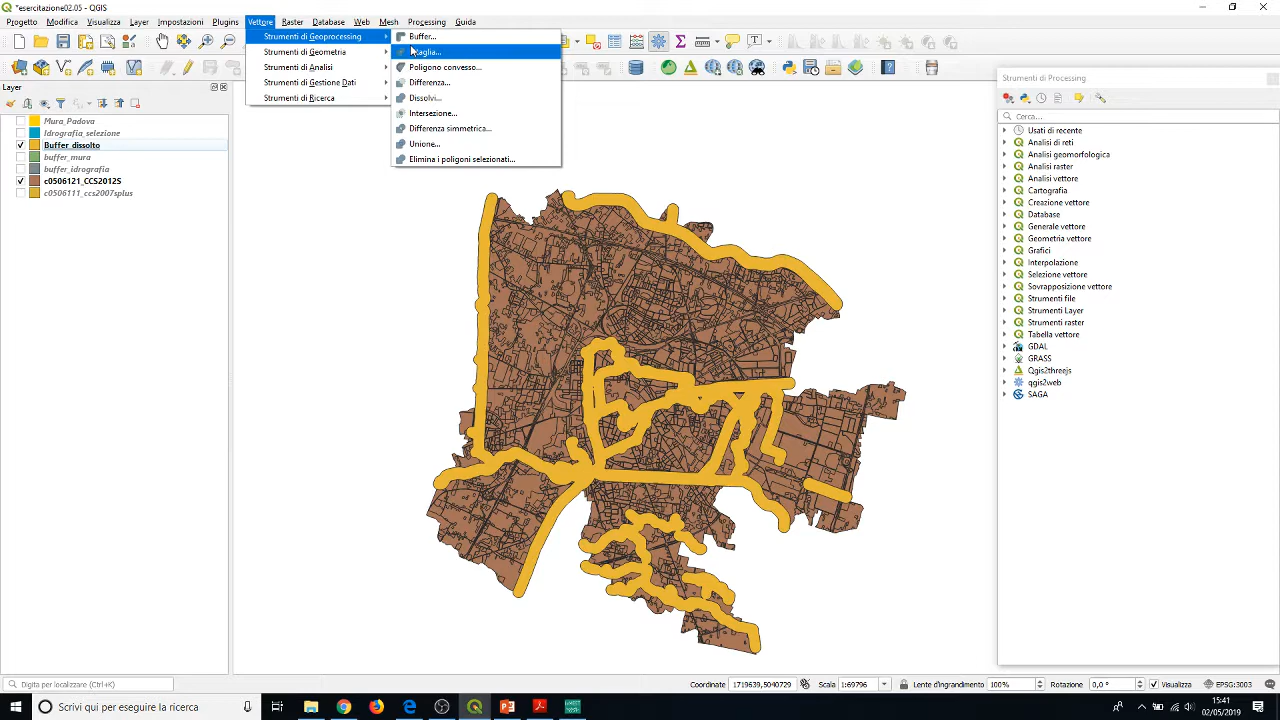 *esercitazione02.05 — QGIS
Progetto Modifica Visualizza Layer Impostazioni Plugins Vettore Raster Database Web Mesh Processing Guida
Strumenti di Geoprocessing
Strumenti di Geometria
Strumenti di Analisi
Strumenti di Gestione Dati
Strumenti di Ricerca
Buffer...
Poligono convesso...
Differenza...
Dissolvi...
Intersezione...
Differenza simmetrica...
Unione...
Elimina i poligoni selezionati...
Layer
Mura_Padova
Idrografia_selezione
Buffer_dissolto
buffer_mura
buffer_idrografia
c0506121_CCS2012S
c0506111_ccs2007splus
Strumenti di Processing
Cerca...
Usati di recente
Analisi di reti
Analisi geomorfologica
Analisi raster
Analisi vettore
Cartografia
Creazione vettore
Database
Generale vettore
Geometria vettore
Grafici
Interpolazione
Selezione vettore
Sovrapposizione vettore
Strumenti file
Strumenti Layer
Strumenti raster
Tabella vettore
GDAL
GRASS
Qgis2threejs
qgis2web
SAGA
Digita per localizzare (Ctrl+K)
Coordinate 1719639,5040729 Scala 1:69796 Lente d'ingrandimento 100% Rotazione 0,0 ° Visualizza EPSG:3003
Scrivi qui per eseguire la ricerca
15:41
02/05/2019